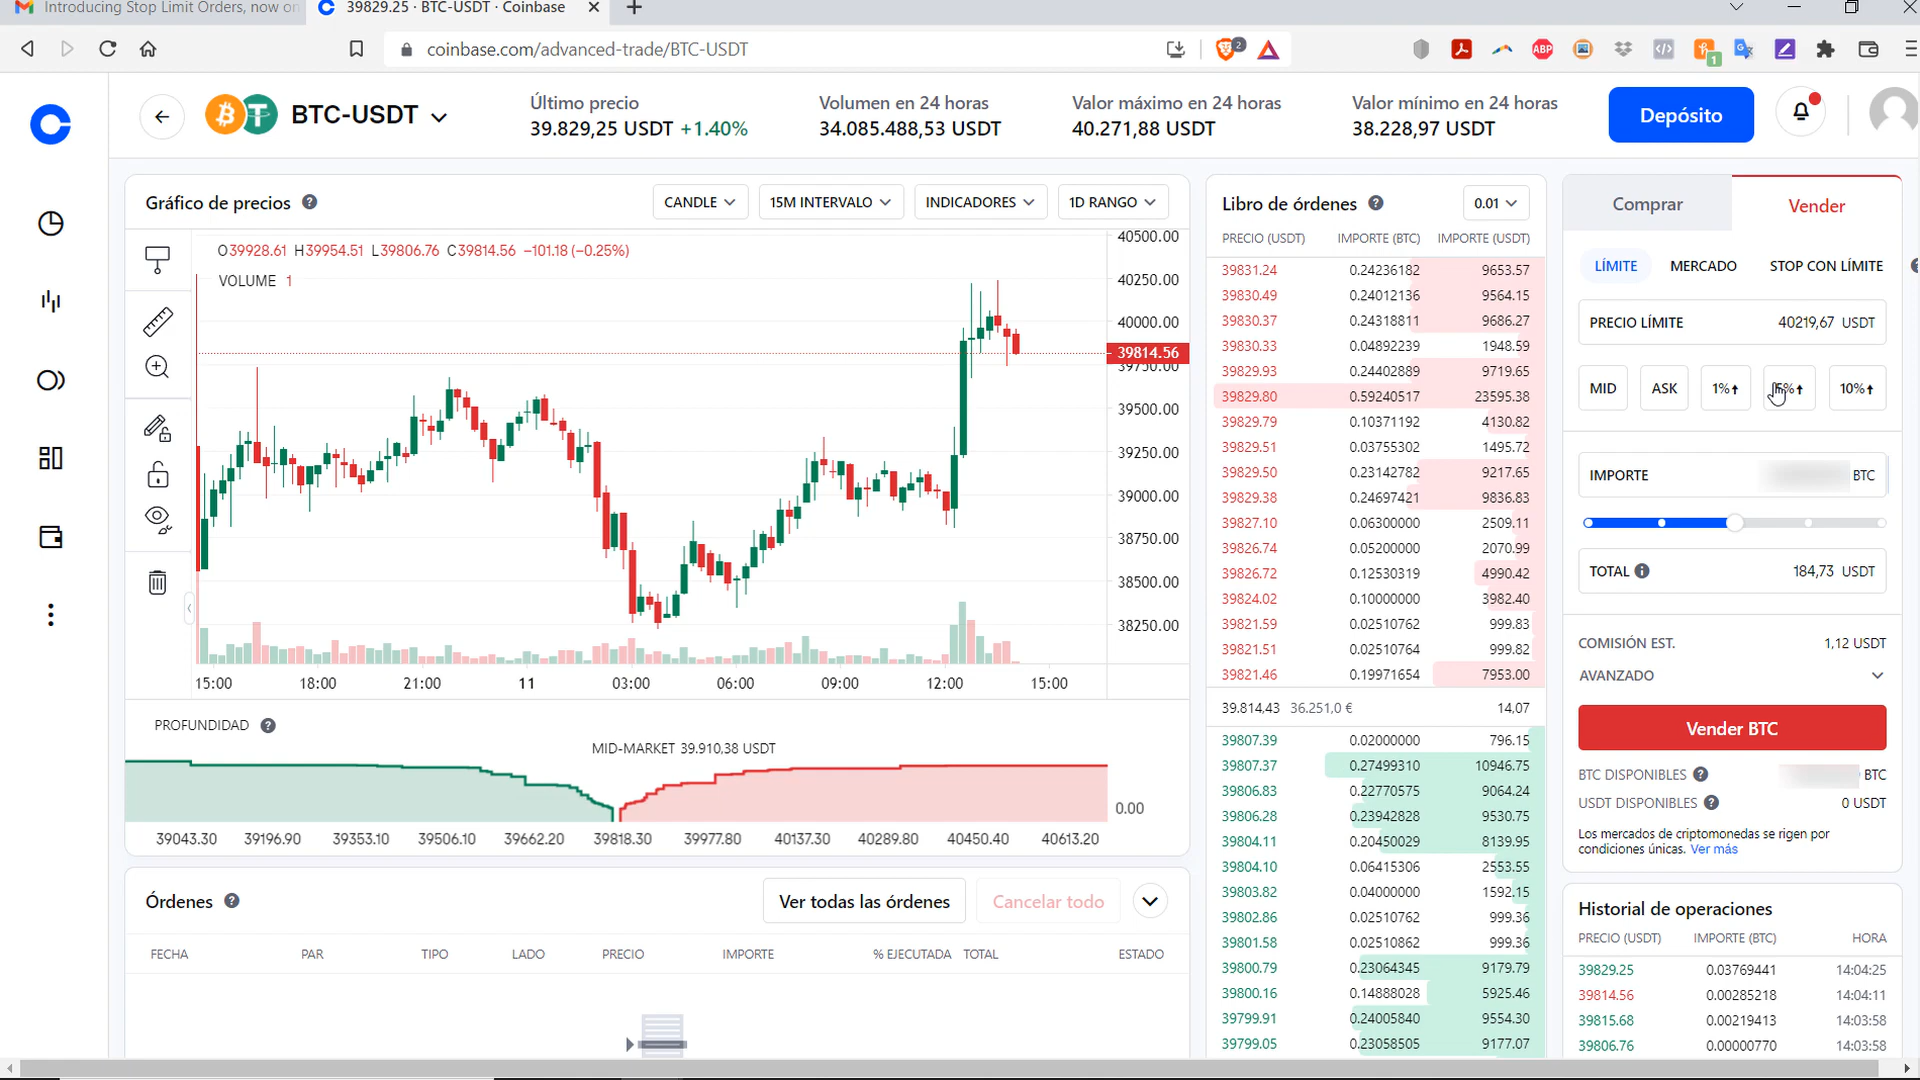 Introducing Stop Limit Orders, now on
39829.25 · BTC-USDT · Coinbase
coinbase.com/advanced-trade/BTC-USDT
2
ABP
1
BTC-USDT
Último precio
39.829,25 USDT +1.40%
Volumen en 24 horas
34.085.488,53 USDT
Valor máximo en 24 horas
40.271,88 USDT
Valor mínimo en 24 horas
38.228,97 USDT
Depósito
Gráfico de precios
CANDLE
15M INTERVALO
INDICADORES
1D RANGO
O39928.61 H39954.51 L39806.76 C39814.56 −101.18 (−0.25%)
VOLUME 1
40500.00
40250.00
40000.00
39814.56
39750.00
39500.00
39250.00
39000.00
38750.00
38500.00
38250.00
15:00 18:00 21:00 11 03:00 06:00 09:00 12:00 15:00
PROFUNDIDAD
MID-MARKET 39.910,38 USDT
0.00
39043.30 39196.90 39353.10 39506.10 39662.20 39818.30 39977.80 40137.30 40289.80 40450.40 40613.20
Órdenes
Ver todas las órdenes
Cancelar todo
FECHA PAR TIPO LADO PRECIO IMPORTE % EJECUTADA TOTAL ESTADO
Libro de órdenes
0.01
PRECIO (USDT) IMPORTE (BTC) IMPORTE (USDT)
39831.24 0.24236182 9653.57
39830.49 0.24012136 9564.15
39830.37 0.24318811 9686.27
39830.33 0.04892239 1948.59
39829.93 0.24402889 9719.65
39829.80 0.59240517 23595.38
39829.79 0.10371192 4130.82
39829.51 0.03755302 1495.72
39829.50 0.23142782 9217.65
39829.38 0.24697421 9836.83
39827.10 0.06300000 2509.11
39826.74 0.05200000 2070.99
39826.72 0.12530319 4990.42
39824.02 0.10000000 3982.40
39821.59 0.02510762 999.83
39821.51 0.02510764 999.82
39821.46 0.19971654 7953.00
39.814,43 36.251,0 € 14,07
39807.39 0.02000000 796.15
39807.37 0.27499310 10946.75
39806.83 0.22770575 9064.24
39806.28 0.23942828 9530.75
39804.11 0.20450029 8139.95
39804.10 0.06415306 2553.55
39803.82 0.04000000 1592.15
39802.86 0.02510762 999.36
39801.58 0.02510862 999.36
39800.79 0.23064345 9179.79
39800.16 0.14888028 5925.46
39799.91 0.24005840 9554.30
39799.05 0.23058505 9177.07
Comprar
Vender
LÍMITE MERCADO STOP CON LÍMITE
PRECIO LÍMITE 40219,67 USDT
MID ASK 1% 5% 10%
IMPORTE BTC
TOTAL 184,73 USDT
COMISIÓN EST. 1,12 USDT
AVANZADO
Vender BTC
BTC DISPONIBLES BTC
USDT DISPONIBLES 0 USDT
Los mercados de criptomonedas se rigen por
condiciones únicas. Ver más
Historial de operaciones
PRECIO (USDT) IMPORTE (BTC) HORA
39829.25 0.03769441 14:04:25
39814.56 0.00285218 14:04:11
39815.68 0.00219413 14:03:58
39806.76 0.00000770 14:03:58